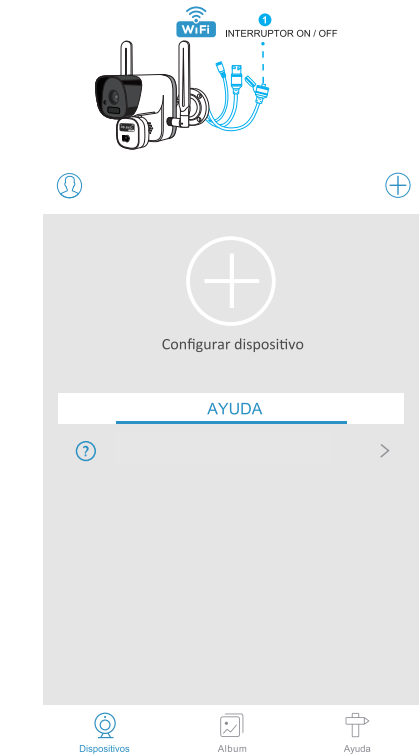 WiFi
1
INTERRUPTOR ON / OFF
Configurar dispositivo
AYUDA
?
Dispositivos
Album
Ayuda